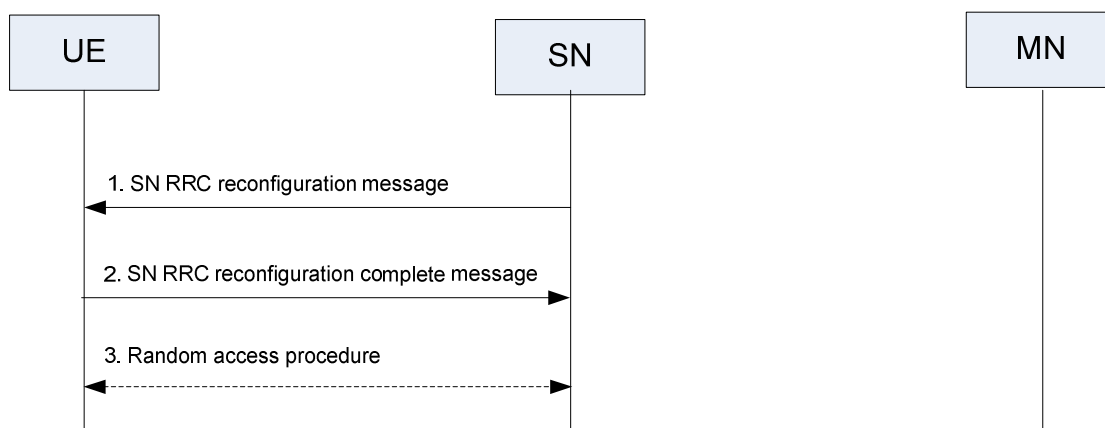 UE
SN
MN
1. SN RRC reconfiguration message
2. SN RRC reconfiguration complete message
3. Random access procedure